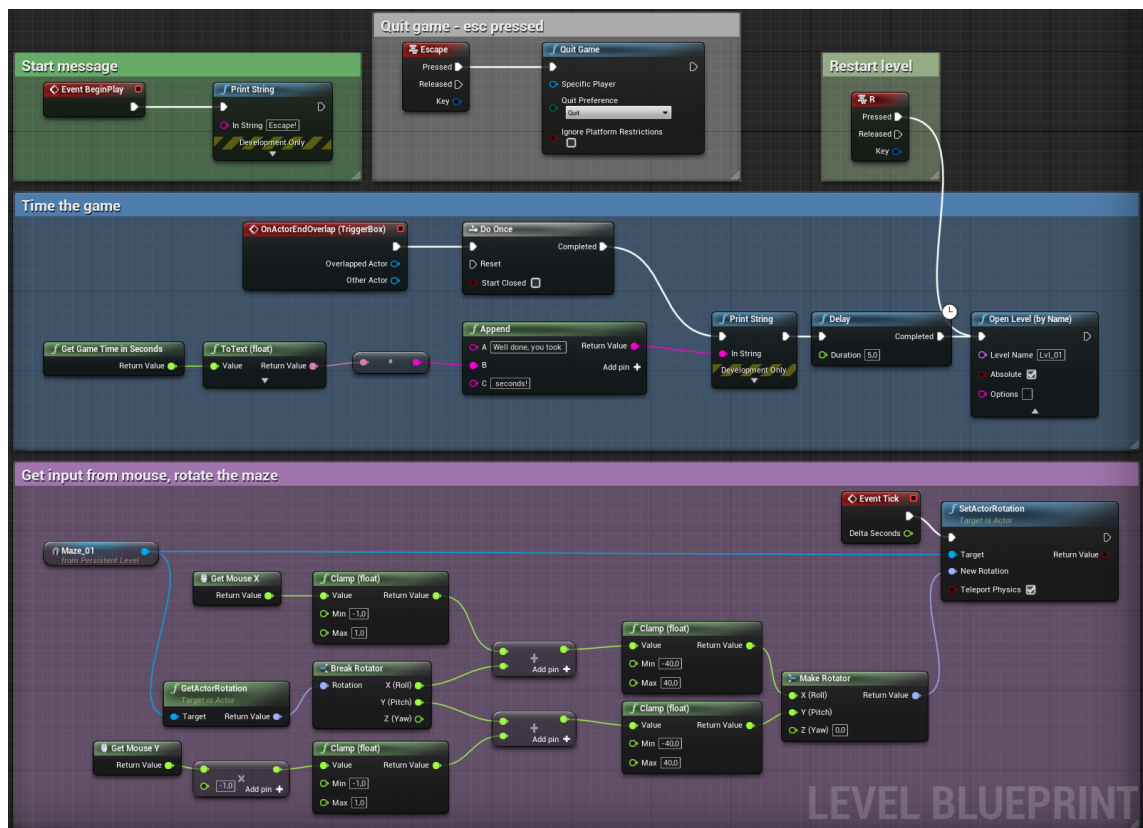 Quit game - esc pressed
Escape
Pressed
Released
Key
Quit Game
Specific Player
Quit Preference
Quit
Ignore Platform Restrictions
Start message
Event BeginPlay
Print String
In String Escape!
Development Only
Restart level
R
Pressed
Released
Key
Time the game
OnActorEndOverlap (TriggerBox)
Overlapped Actor
Other Actor
Do Once
Completed
Reset
Start Closed
Get Game Time in Seconds
Return Value
ToText (float)
Value Return Value
Append
A Well done, you took Return Value
B Add pin +
C seconds!
Print String
In String
Development Only
Delay
Completed
Duration 5,0
Open Level (by Name)
Level Name Lvl_01
Absolute
Options
Get input from mouse, rotate the maze
Event Tick
Delta Seconds
SetActorRotation
Target is Actor
Target Return Value
New Rotation
Teleport Physics
Maze_01
from Persistent Level
Get Mouse X
Return Value
Clamp (float)
Value Return Value
Min -1,0
Max 1,0
GetActorRotation
Target is Actor
Target Return Value
Break Rotator
Rotation X (Roll)
Y (Pitch)
Z (Yaw)
+
Add pin +
Clamp (float)
Value Return Value
Min -40,0
Max 40,0
Make Rotator
X (Roll) Return Value
Y (Pitch)
Z (Yaw) 0,0
Get Mouse Y
Return Value
×
-1,0 Add pin +
Clamp (float)
Value Return Value
Min -1,0
Max 1,0
+
Add pin +
Clamp (float)
Value Return Value
Min -40,0
Max 40,0
LEVEL BLUEPRINT